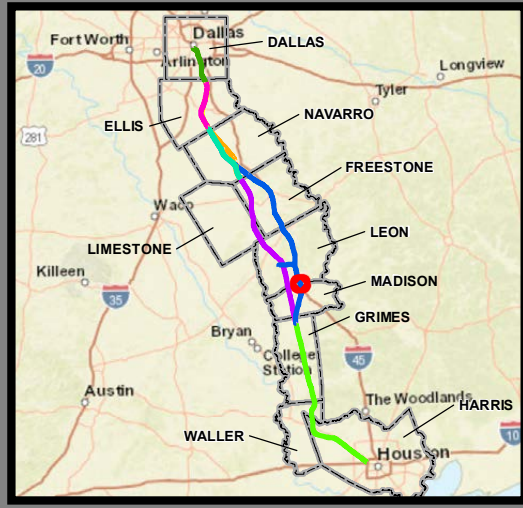 Fort Worth
Dallas
DALLAS
Arlington
20
Longview
Tyler
ELLIS
NAVARRO
281
FREESTONE
Waco
LEON
LIMESTONE
Killeen
MADISON
35
GRIMES
Bryan
College
Station
45
Austin
The Woodlands
HARRIS
WALLER
10
Houston